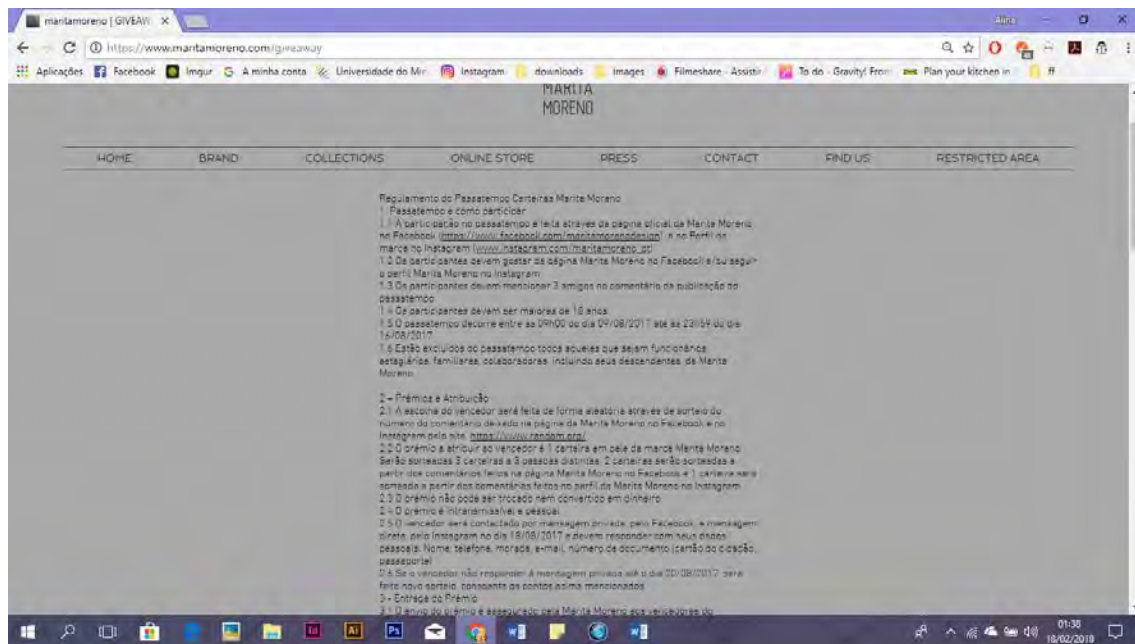 maritamoreno | GIVEAW
Alina
https://www.maritamoreno.com/giveaway
Aplicações Facebook Imgur A minha conta Universidade do Min Instagram downloads images Filmeshare - Assistir To do - Gravity! From Plan your kitchen in ff
MARITA
MORENO
HOME BRAND COLLECTIONS ONLINE STORE PRESS CONTACT FIND US RESTRICTED AREA
Regulamento do Passatempo Carteiras Marita Moreno
1. Passatempo e como participar
1.1 A participação no passatempo é feita através da página oficial da Marita Moreno
no Facebook (https://www.facebook.com/maritamorenodesign) e no Perfil da
marca no Instagram (www.instagram.com/maritamoreno_pt)
1.2 Os participantes devem gostar da página Marita Moreno no Facebook e/ou seguir
o perfil Marita Moreno no Instagram
1.3 Os participantes devem mencionar 3 amigos no comentário da publicação do
passatempo
1.4 Os participantes devem ser maiores de 18 anos
1.5 O passatempo decorre entre as 09h00 do dia 09/08/2017 até às 23h59 do dia
16/08/2017
1.6 Estão excluídos do passatempo todos aqueles que sejam funcionários,
estagiários, familiares, colaboradores, incluindo seus descendentes, da Marita
Moreno
2 – Prémios e Atribuição
2.1 A escolha do vencedor será feita de forma aleatória através de sorteio do
número do comentário deixado na página da Marita Moreno no Facebook e no
Instagram pelo site: https://www.random.org/
2.2 O prémio a atribuir ao vencedor é 1 carteira em pele da marca Marita Moreno
Serão sorteadas 3 carteiras a 3 pessoas distintas. 2 carteiras serão sorteadas a
partir dos comentários feitos na página Marita Moreno no Facebook e 1 carteira será
sorteada a partir dos comentários feitos no perfil da Marita Moreno no Instagram
2.3 O prémio não pode ser trocado nem convertido em dinheiro
2.4 O prémio é intransmissível e pessoal
2.5 O vencedor será contactado por mensagem privada, pelo Facebook, e mensagem
direta, pelo Instagram no dia 18/08/2017 e devem responder com seus dados
pessoais: Nome, telefone, morada, e-mail, número de documento (cartão do cidadão,
passaporte)
2.6 Se o vencedor não responder à mensagem privada até o dia 20/08/2017, será
feito novo sorteio, consoante os pontos acima mencionados
3 - Entrega do Prémio
3.1 O envio do prémio é assegurado pela Marita Moreno aos vencedores do
01:38
18/02/2018